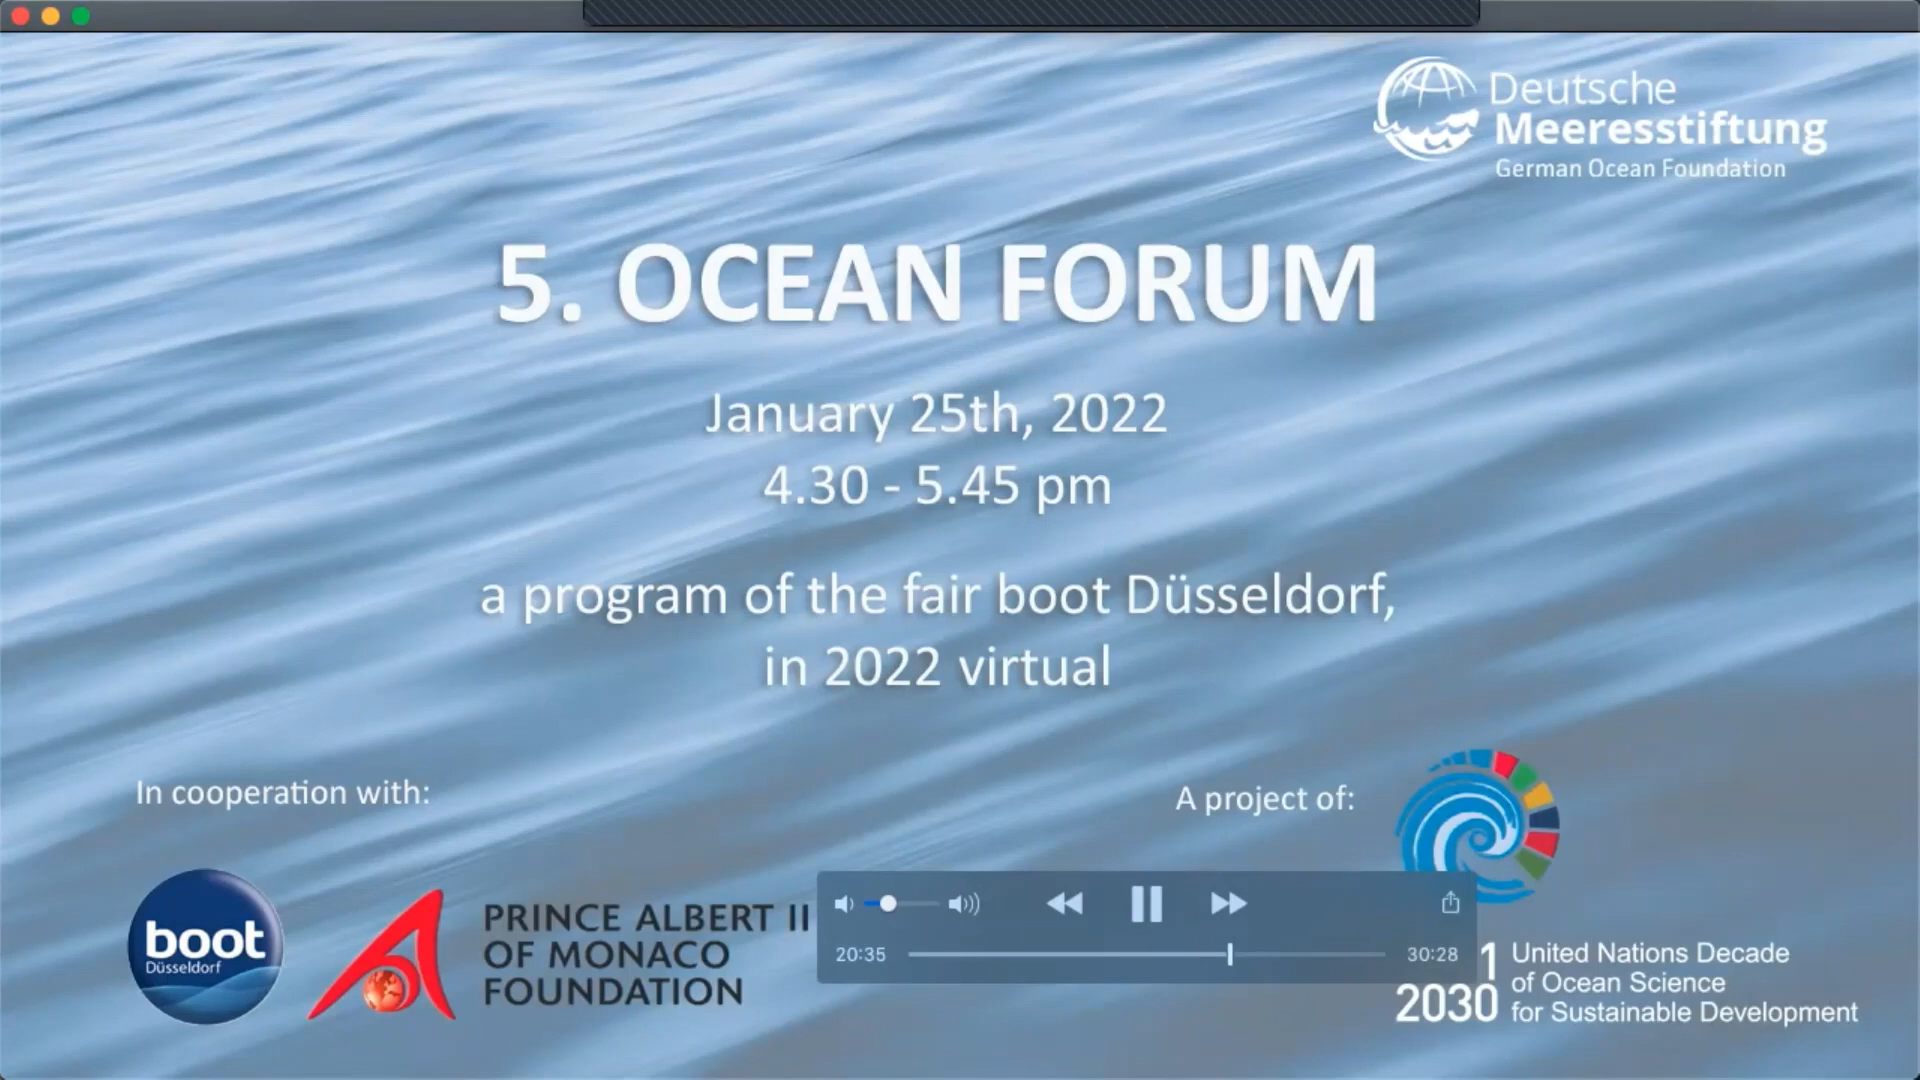 Deutsche
Meeresstiftung
German Ocean Foundation
5. OCEAN FORUM
January 25th, 2022
4.30 - 5.45 pm
a program of the fair boot Düsseldorf,
in 2022 virtual
In cooperation with:
A project of:
boot
Düsseldorf
PRINCE ALBERT II
OF MONACO
FOUNDATION
20:35
30:28
1
2030
United Nations Decade
of Ocean Science
for Sustainable Development